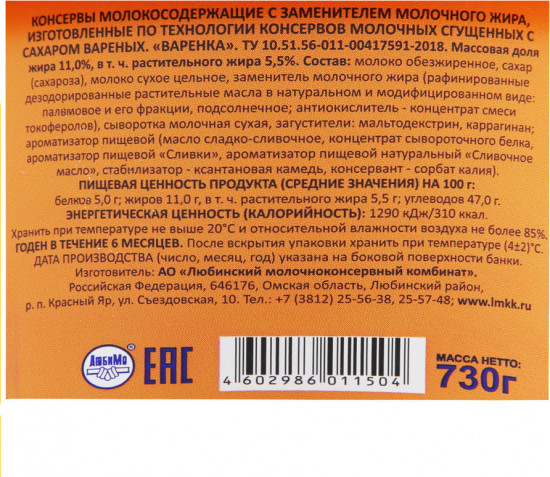 КОНСЕРВЫ МОЛОКОСОДЕРЖАЩИЕ С ЗАМЕНИТЕЛЕМ МОЛОЧНОГО ЖИРА,
ИЗГОТОВЛЕННЫЕ ПО ТЕХНОЛОГИИ КОНСЕРВОВ МОЛОЧНЫХ СГУЩЕННЫХ С
САХАРОМ ВАРЕНЫХ. «ВАРЕНКА». ТУ 10.51.56-011-00417591-2018. Массовая доля
жира 11,0%, в т. ч. растительного жира 5,5%. Состав: молоко обезжиренное, сахар
(сахароза), молоко сухое цельное, заменитель молочного жира (рафинированные
дезодорированные растительные масла в натуральном и модифицированном виде:
пальмовое и его фракции, подсолнечное; антиокислитель - концентрат смеси
токоферолов), сыворотка молочная сухая, загустители: мальтодекстрин, каррагинан;
ароматизатор пищевой (масло сладко-сливочное, концентрат сывороточного белка,
ароматизатор пищевой «Сливки», ароматизатор пищевой натуральный «Сливочное
масло», стабилизатор - ксантановая камедь, консервант - сорбат калия).
ПИЩЕВАЯ ЦЕННОСТЬ ПРОДУКТА (СРЕДНИЕ ЗНАЧЕНИЯ) НА 100 г:
белков 5,0 г; жиров 11,0 г, в т. ч. растительного жира 5,5 г; углеводов 47,0 г.
ЭНЕРГЕТИЧЕСКАЯ ЦЕННОСТЬ (КАЛОРИЙНОСТЬ): 1290 кДж/310 ккал.
Хранить при температуре не выше 20°С и относительной влажности воздуха не более 85%.
ГОДЕН В ТЕЧЕНИЕ 6 МЕСЯЦЕВ. После вскрытия упаковки хранить при температуре (4±2)°С.
ДАТА ПРОИЗВОДСТВА (число, месяц, год) указана на боковой поверхности банки.
Изготовитель: АО «Любинский молочноконсервный комбинат».
Российская Федерация, 646176, Омская область, Любинский район,
р. п. Красный Яр, ул. Съездовская, 10. Тел.: +7 (3812) 25-56-38, 25-57-48; www.lmkk.ru
ЛюбиМо
ЕАС
4 602986 011504
МАССА НЕТТО:
730г